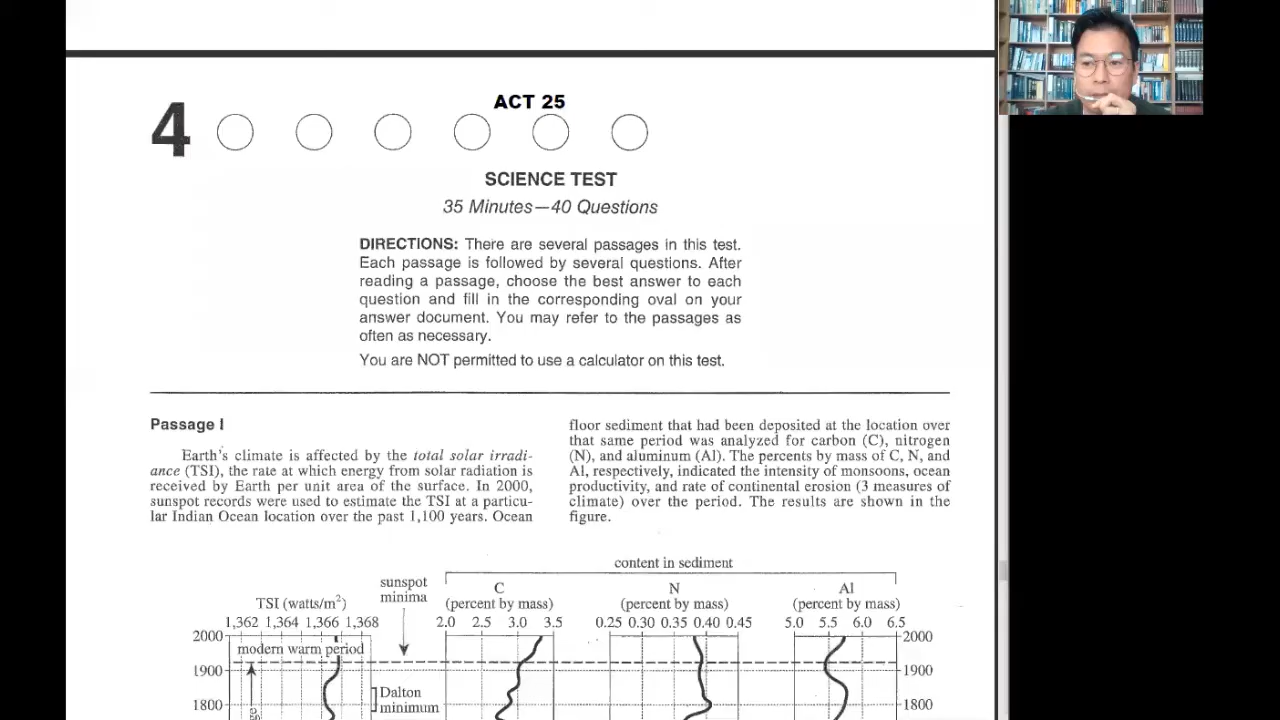 ACT 25
4
SCIENCE TEST
35 Minutes—40 Questions
DIRECTIONS: There are several passages in this test.
Each passage is followed by several questions. After
reading a passage, choose the best answer to each
question and fill in the corresponding oval on your
answer document. You may refer to the passages as
often as necessary.
You are NOT permitted to use a calculator on this test.
Passage I
Earth's climate is affected by the total solar irradi-
ance (TSI), the rate at which energy from solar radiation is
received by Earth per unit area of the surface. In 2000,
sunspot records were used to estimate the TSI at a particu-
lar Indian Ocean location over the past 1,100 years. Ocean
floor sediment that had been deposited at the location over
that same period was analyzed for carbon (C), nitrogen
(N), and aluminum (Al). The percents by mass of C, N, and
Al, respectively, indicated the intensity of monsoons, ocean
productivity, and rate of continental erosion (3 measures of
climate) over the period. The results are shown in the
figure.
content in sediment
sunspot
minima
TSI (watts/m²)
C
(percent by mass)
N
(percent by mass)
Al
(percent by mass)
1,362 1,364 1,366 1,368
2.0 2.5 3.0 3.5
0.25 0.30 0.35 0.40 0.45
5.0 5.5 6.0 6.5
2000
modern warm period
2000
1900
1900
Dalton
minimum
1800
1800